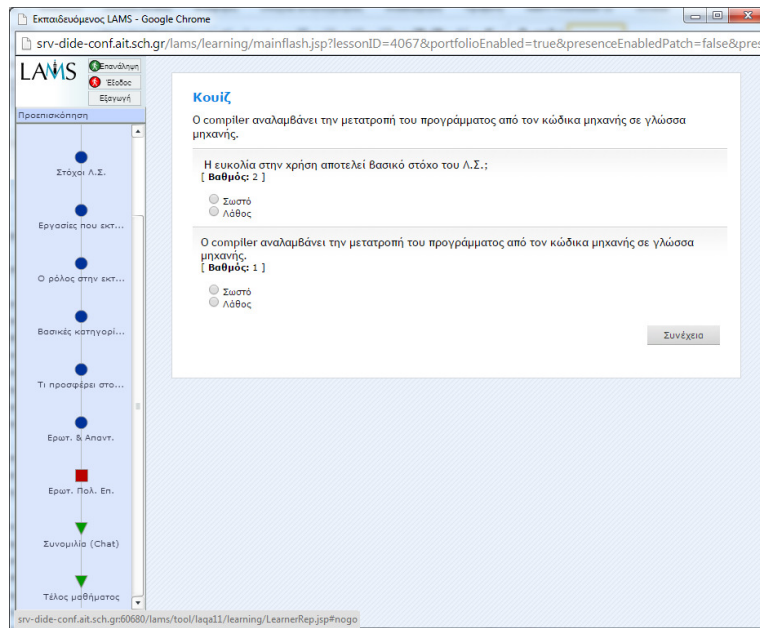 Εκπαιδευόμενος LAMS - Google Chrome
srv-dide-conf.ait.sch.gr/lams/learning/mainflash.jsp?lessonID=4067&portfolioEnabled=true&presenceEnabledPatch=false&pres
LAMS
Επανάληψη
Έξοδος
Εξαγωγή
Προεπισκόπηση
Στόχοι Λ.Σ.
Εργασίες που εκτ...
Ο ρόλος στην εκτ...
Βασικές κατηγορί...
Τι προσφέρει στο...
Ερωτ. & Απαντ.
Ερωτ. Πολ. Επ.
Συνομιλία (Chat)
Τέλος μαθήματος
Κουίζ
Ο compiler αναλαμβάνει την μετατροπή του προγράμματος από τον κώδικα μηχανής σε γλώσσα
μηχανής.
Η ευκολία στην χρήση αποτελεί βασικό στόχο του Λ.Σ.;
[ Βαθμός: 2 ]
Σωστό
Λάθος
Ο compiler αναλαμβάνει την μετατροπή του προγράμματος από τον κώδικα μηχανής σε γλώσσα
μηχανής.
[ Βαθμός: 1 ]
Σωστό
Λάθος
Συνέχεια
srv-dide-conf.ait.sch.gr:60680/lams/tool/laqa11/learning/LearnerRep.jsp#nogo